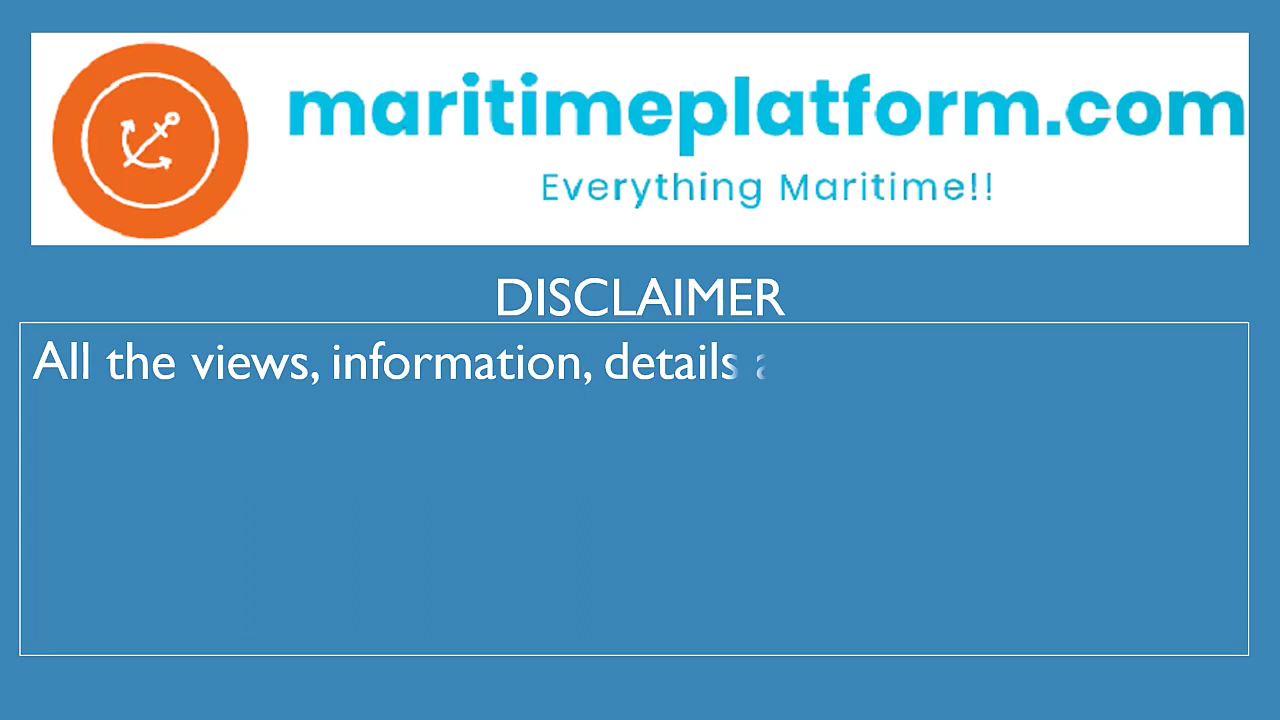 maritimeplatform.com
Everything Maritime!!
DISCLAIMER
All the views, information, details